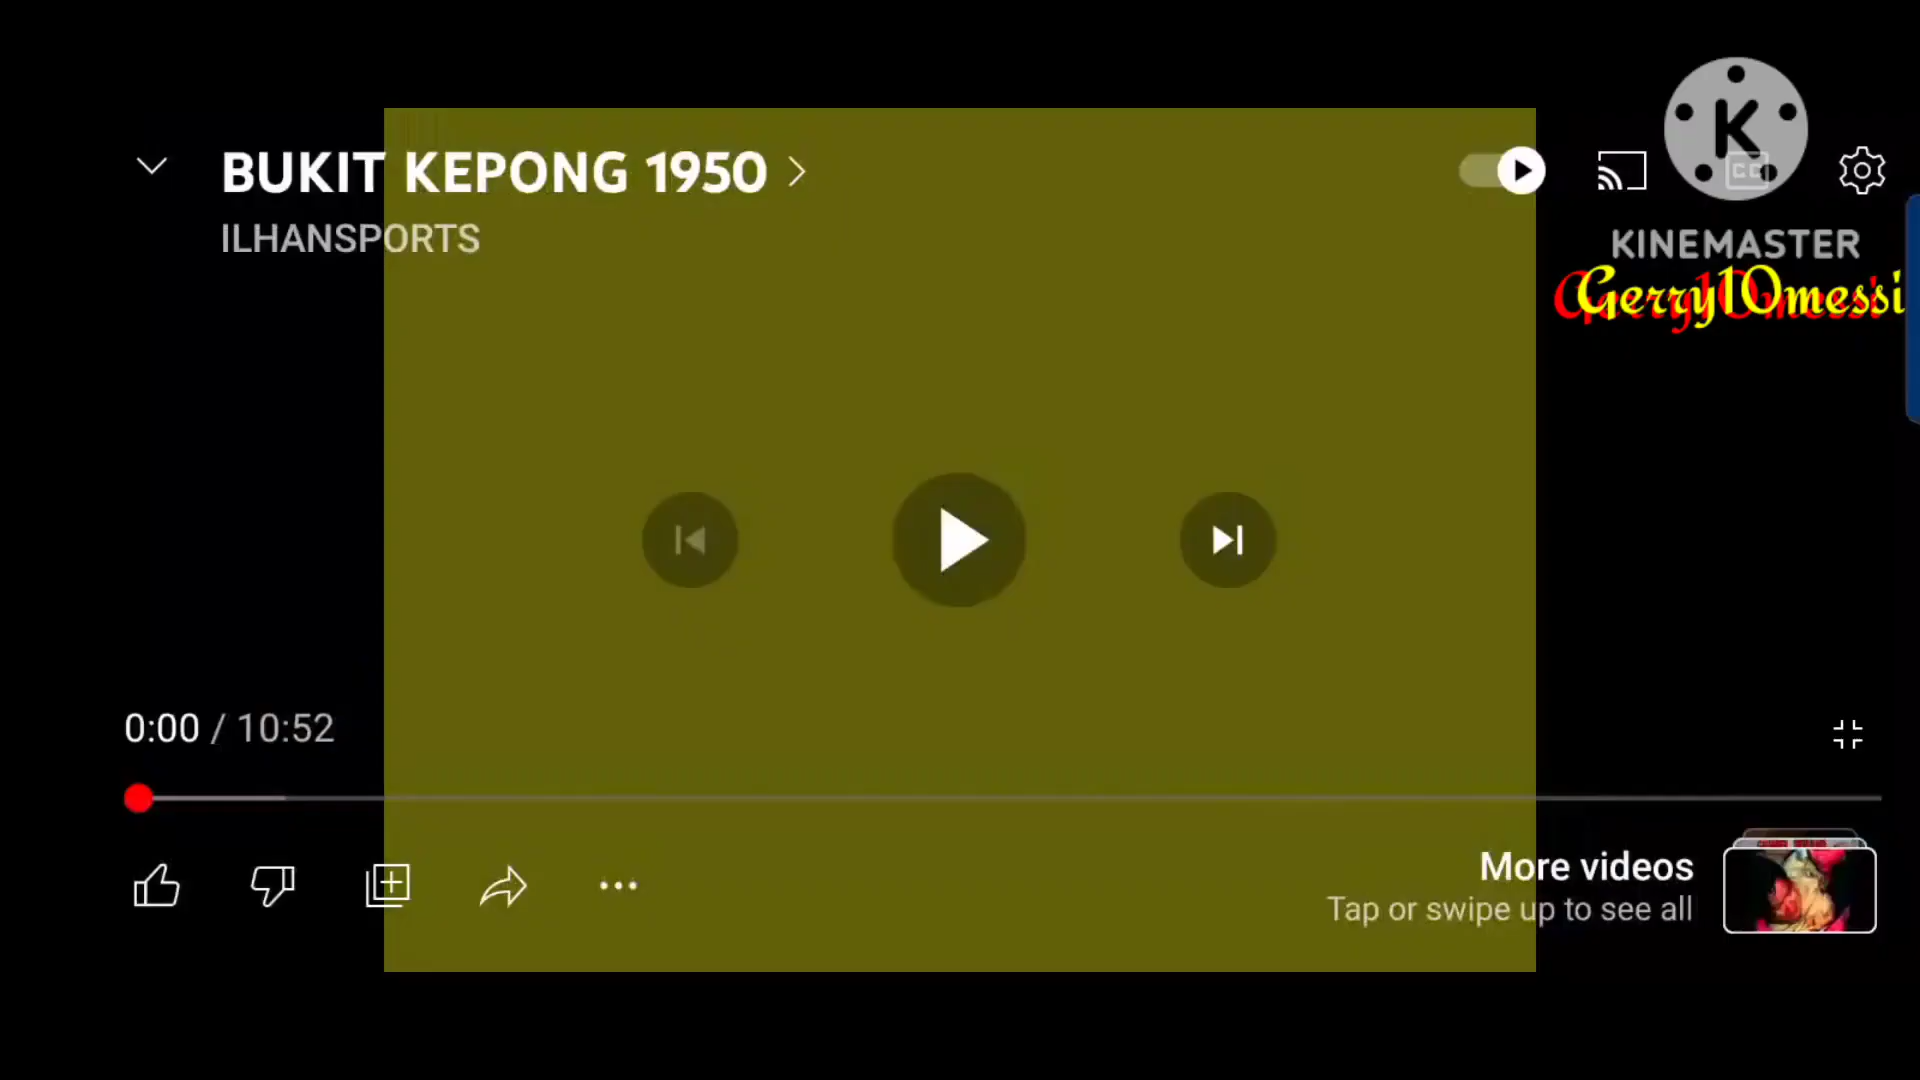 BUKIT KEPONG 1950
ILHANSPORTS
K
CC
KINEMASTER
Gerry10messi
0:00 / 10:52
More videos
Tap or swipe up to see all